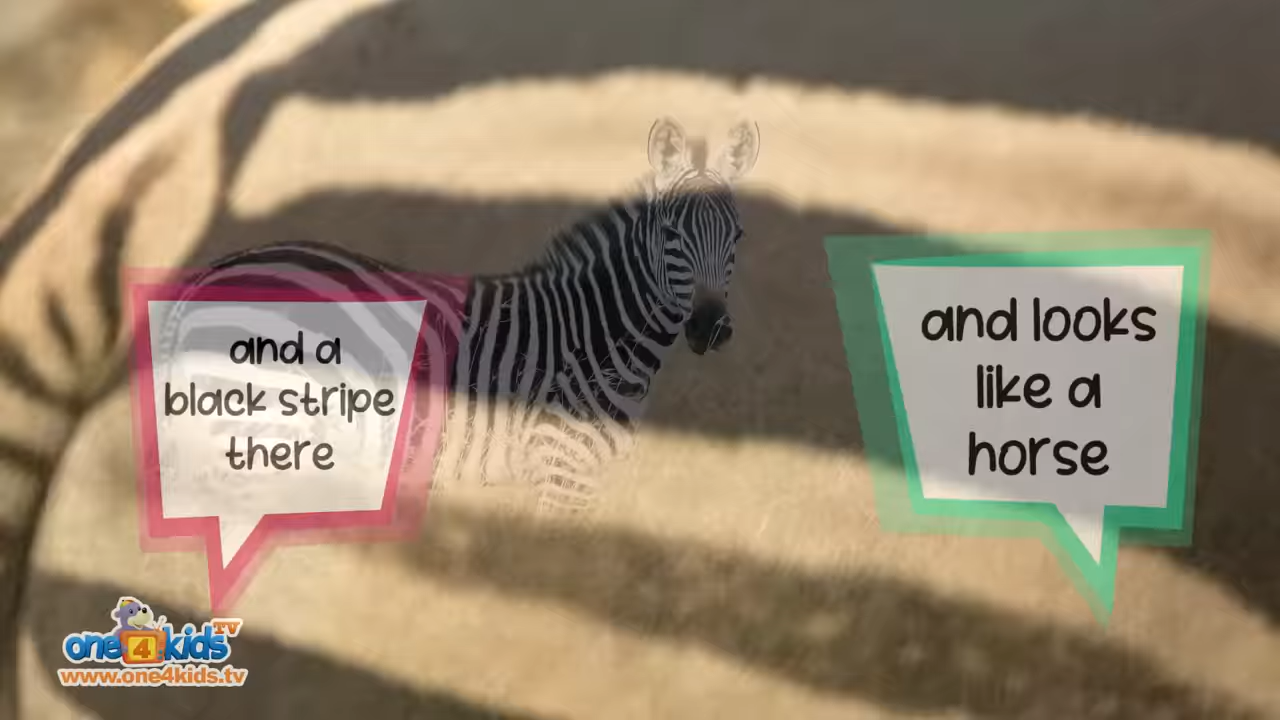 and a
black stripe
there
and looks
like a
horse
one4kids TV
www.one4kids.tv